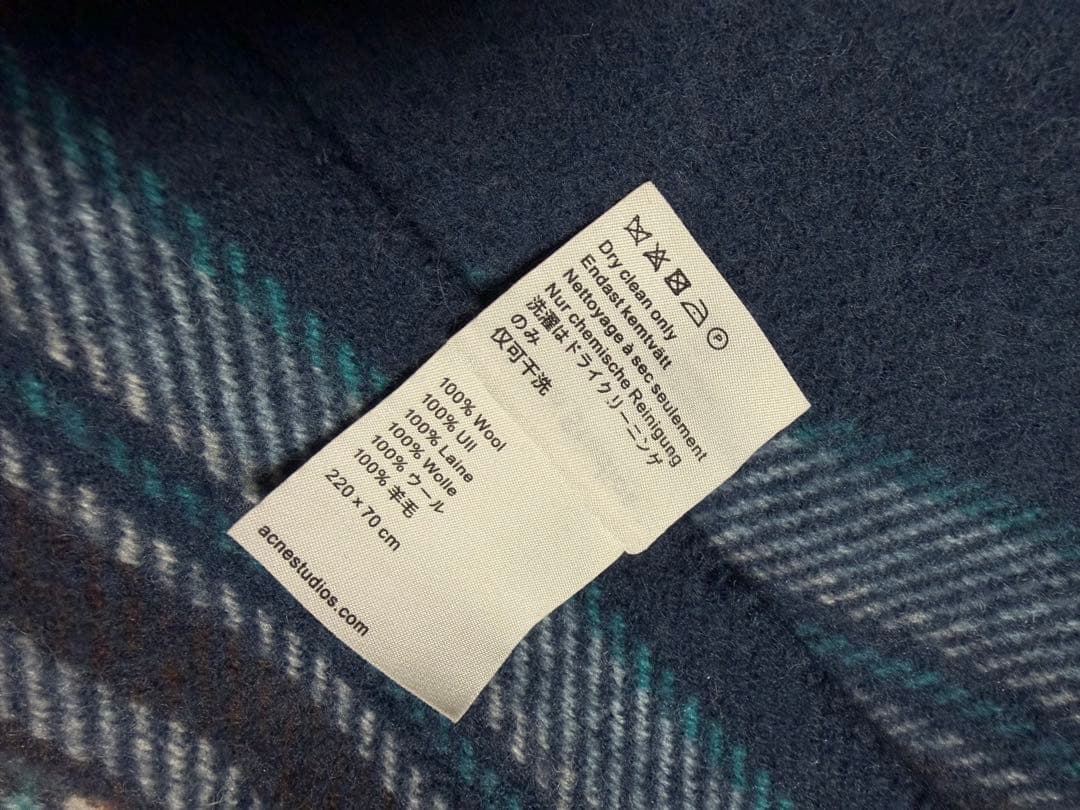 P
Dry clean only
Endast kemtvätt
Nettoyage à sec seulement
Nur chemische Reinigung
洗濯はドライクリーニング
のみ
仅可干洗
100% Wool
100% Ull
100% Laine
100% Wolle
100% ウール
100% 羊毛
220 x 70 cm
acnestudios.com